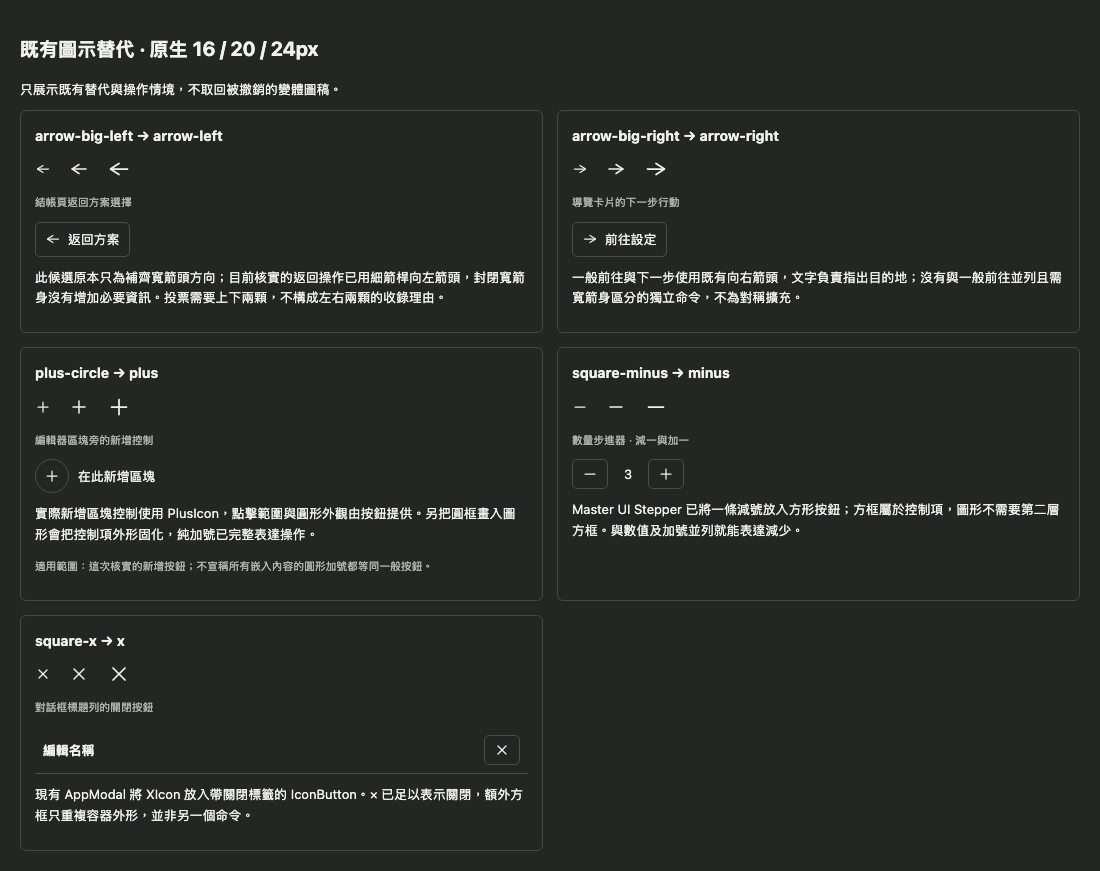 既有圖示替代 · 原生 16 / 20 / 24px
只展示既有替代與操作情境，不取回被撤銷的變體圖稿。
arrow-big-left → arrow-left
結帳頁返回方案選擇
返回方案
此候選原本只為補齊寬箭頭方向；目前核實的返回操作已用細箭桿向左箭頭，封閉寬箭
身沒有增加必要資訊。投票需要上下兩顆，不構成左右兩顆的收錄理由。
arrow-big-right → arrow-right
導覽卡片的下一步行動
前往設定
一般前往與下一步使用既有向右箭頭，文字負責指出目的地；沒有與一般前往並列且需
寬箭身區分的獨立命令，不為對稱擴充。
plus-circle → plus
編輯器區塊旁的新增控制
在此新增區塊
實際新增區塊控制使用 PlusIcon，點擊範圍與圓形外觀由按鈕提供。另把圓框畫入圖
形會把控制項外形固化，純加號已完整表達操作。
適用範圍：這次核實的新增按鈕；不宣稱所有嵌入內容的圓形加號都等同一般按鈕。
square-minus → minus
數量步進器 · 減一與加一
3
Master UI Stepper 已將一條減號放入方形按鈕；方框屬於控制項，圖形不需要第二層
方框。與數值及加號並列就能表達減少。
square-x → x
對話框標題列的關閉按鈕
編輯名稱
現有 AppModal 將 XIcon 放入帶關閉標籤的 IconButton。× 已足以表示關閉，額外方
框只重複容器外形，並非另一個命令。